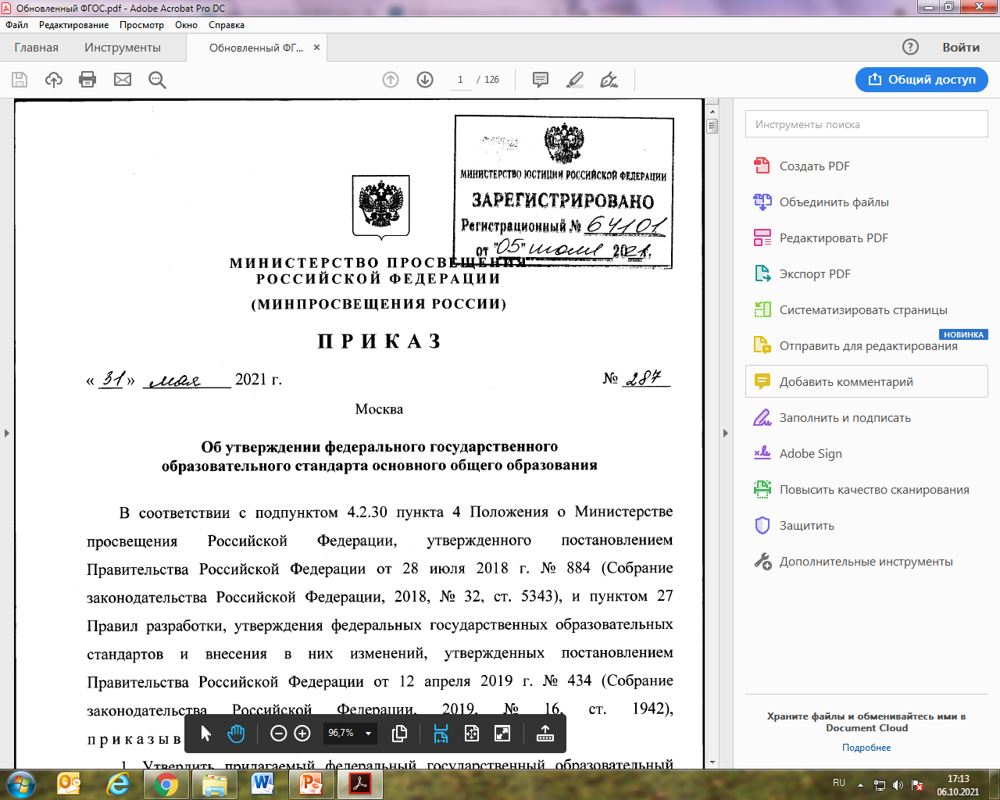 Обновленный ФГОС.pdf - Adobe Acrobat Pro DC
Файл Редактирование Просмотр Окно Справка
Главная Инструменты Обновленный ФГ... × Войти
1 / 126 Общий доступ
МИНИСТЕРСТВО ЮСТИЦИИ РОССИЙСКОЙ ФЕДЕРАЦИИ
ЗАРЕГИСТРИРОВАНО
Регистрационный № 64101
от "05" июля 2021г.
МИНИСТЕРСТВО ПРОСВЕЩЕНИЯ
РОССИЙСКОЙ ФЕДЕРАЦИИ
(МИНПРОСВЕЩЕНИЯ РОССИИ)
ПРИКАЗ
« 31 » мая 2021 г. № 287
Москва
Об утверждении федерального государственного
образовательного стандарта основного общего образования
В соответствии с подпунктом 4.2.30 пункта 4 Положения о Министерстве
просвещения Российской Федерации, утвержденного постановлением
Правительства Российской Федерации от 28 июля 2018 г. № 884 (Собрание
законодательства Российской Федерации, 2018, № 32, ст. 5343), и пунктом 27
Правил разработки, утверждения федеральных государственных образовательных
стандартов и внесения в них изменений, утвержденных постановлением
Правительства Российской Федерации от 12 апреля 2019 г. № 434 (Собрание
законодательства Российской Федерации, 2019, № 16, ст. 1942),
п р и к а з ы в
1. Утвердить прилагаемый федеральный государственный образовательный
96,7%
Инструменты поиска
Создать PDF
Объединить файлы
Редактировать PDF
Экспорт PDF
Систематизировать страницы
НОВИНКА
Отправить для редактирования
Добавить комментарий
Заполнить и подписать
Adobe Sign
Повысить качество сканирования
Защитить
Дополнительные инструменты
Храните файлы и обменивайтесь ими в
Document Cloud
Подробнее
RU 17:13
06.10.2021